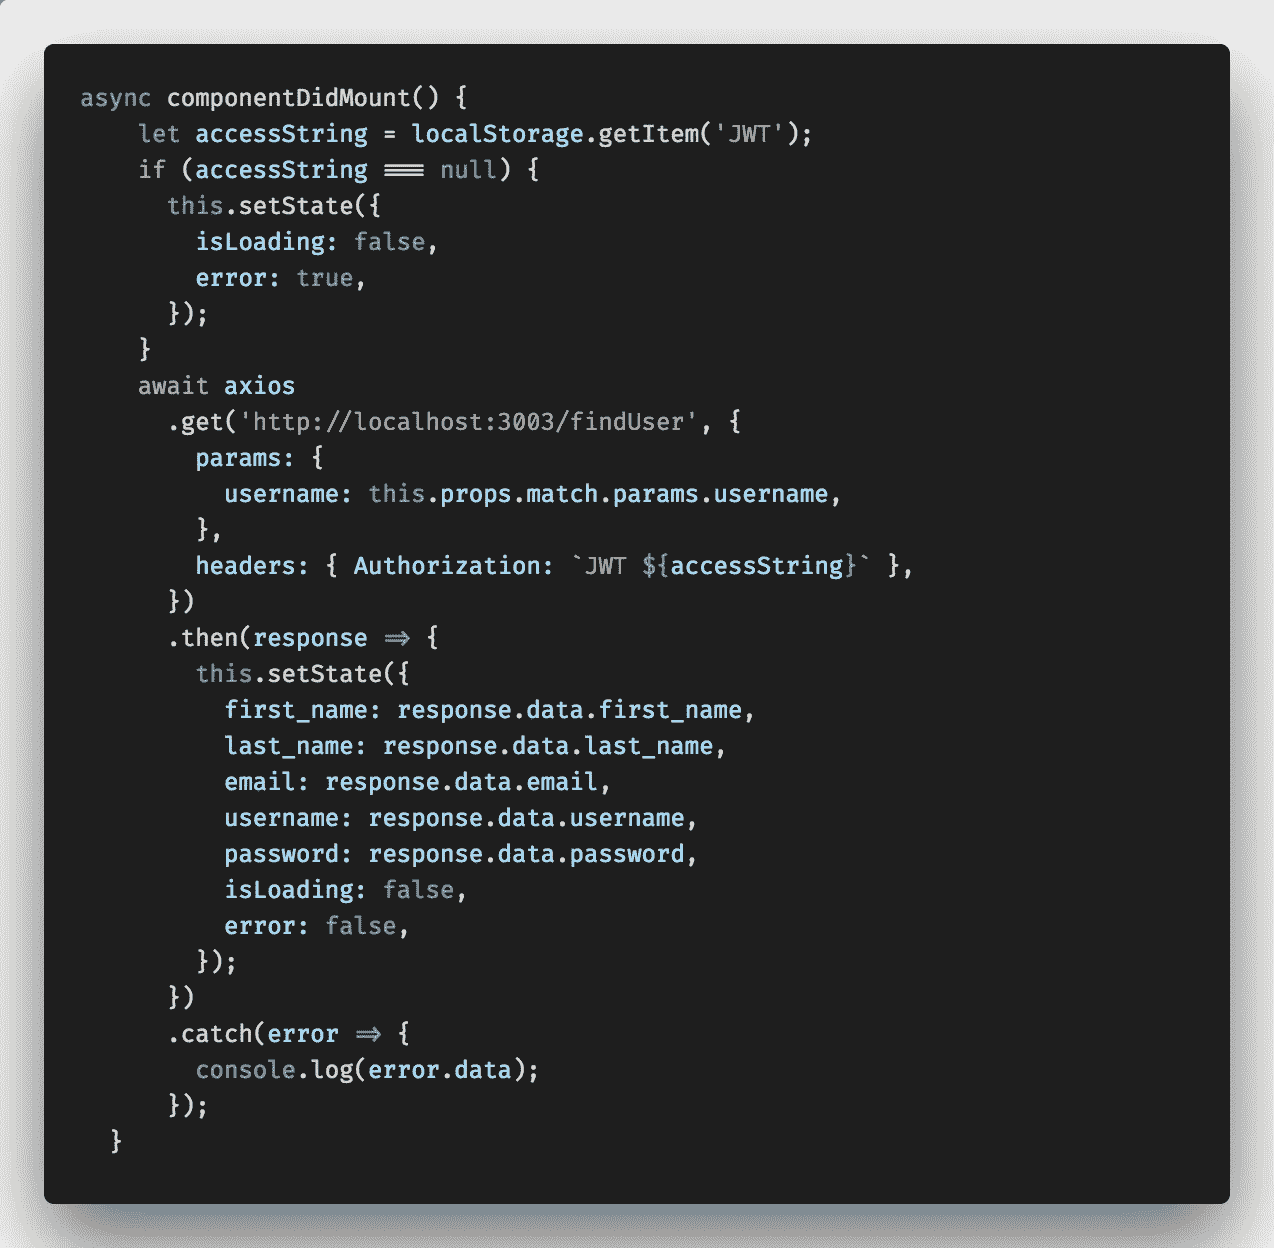 async componentDidMount() {
    let accessString = localStorage.getItem('JWT');
    if (accessString === null) {
      this.setState({
        isLoading: false,
        error: true,
      });
    }
    await axios
      .get('http://localhost:3003/findUser', {
        params: {
          username: this.props.match.params.username,
        },
        headers: { Authorization: `JWT ${accessString}` },
      })
      .then(response => {
        this.setState({
          first_name: response.data.first_name,
          last_name: response.data.last_name,
          email: response.data.email,
          username: response.data.username,
          password: response.data.password,
          isLoading: false,
          error: false,
        });
      })
      .catch(error => {
        console.log(error.data);
      });
  }